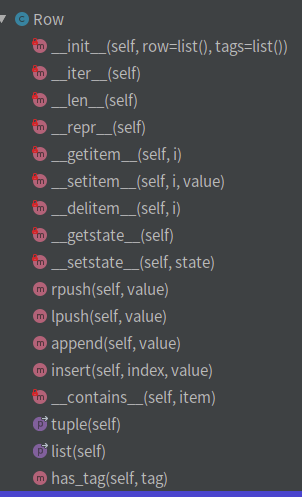 Row
__init__(self, row=list(), tags=list())
__iter__(self)
__len__(self)
__repr__(self)
__getitem__(self, i)
__setitem__(self, i, value)
__delitem__(self, i)
__getstate__(self)
__setstate__(self, state)
rpush(self, value)
lpush(self, value)
append(self, value)
insert(self, index, value)
__contains__(self, item)
tuple(self)
list(self)
has_tag(self, tag)